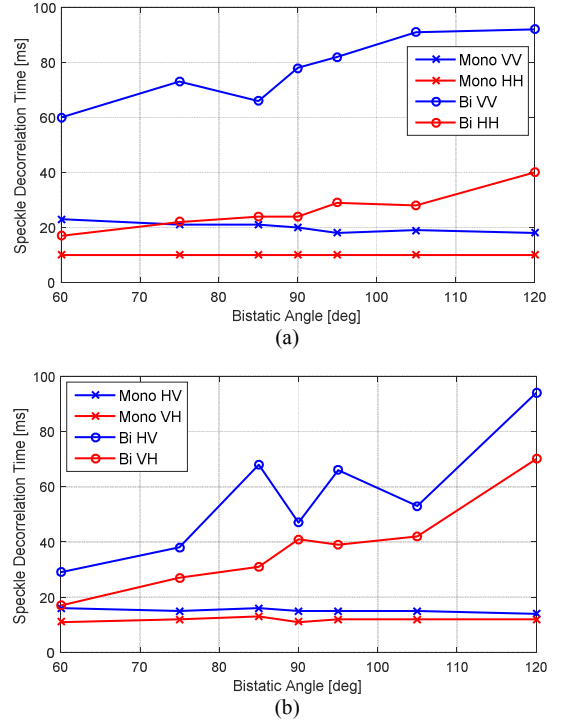 100
80
60
40
20
0
Speckle Decorrelation Time [ms]
Mono VV
Mono HH
Bi VV
Bi HH
60 70 80 90 100 110 120
Bistatic Angle [deg]
(a)
100
80
60
40
20
0
Speckle Decorrelation Time [ms]
Mono HV
Mono VH
Bi HV
Bi VH
60 70 80 90 100 110 120
Bistatic Angle [deg]
(b)